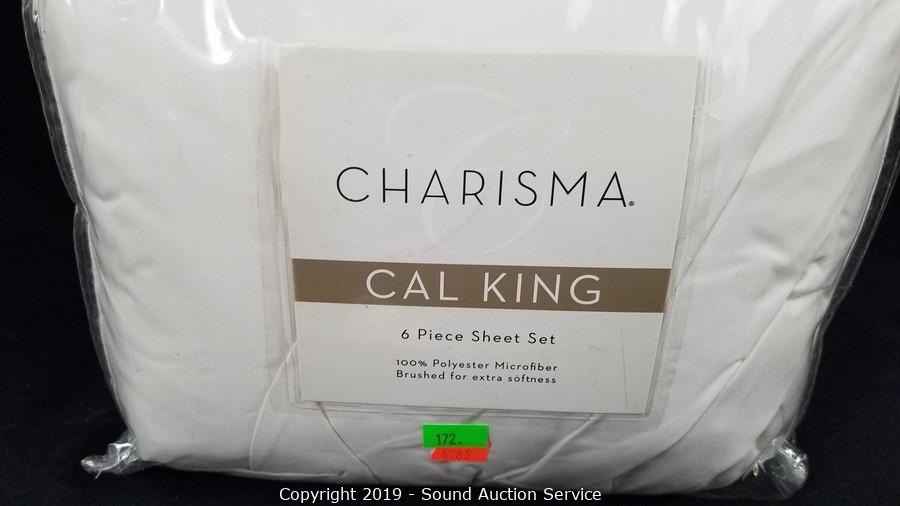 CHARISMA®
CAL KING
6 Piece Sheet Set
100% Polyester Microfiber
Brushed for extra softness
172-
4385
Copyright 2019 - Sound Auction Service